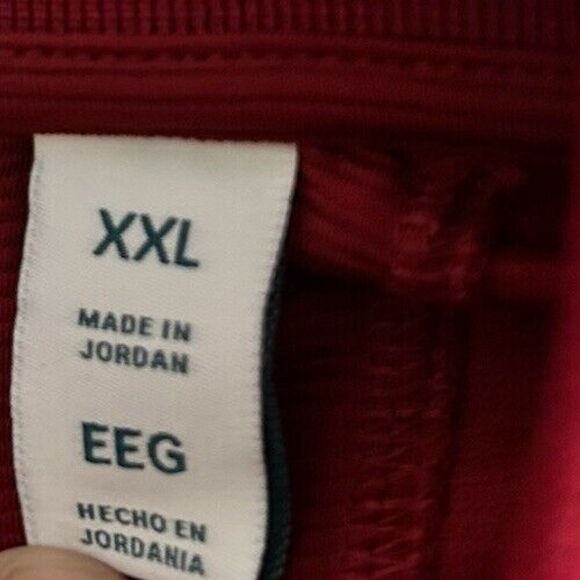 XXL
MADE IN
JORDAN
EEG
HECHO EN
JORDANIA